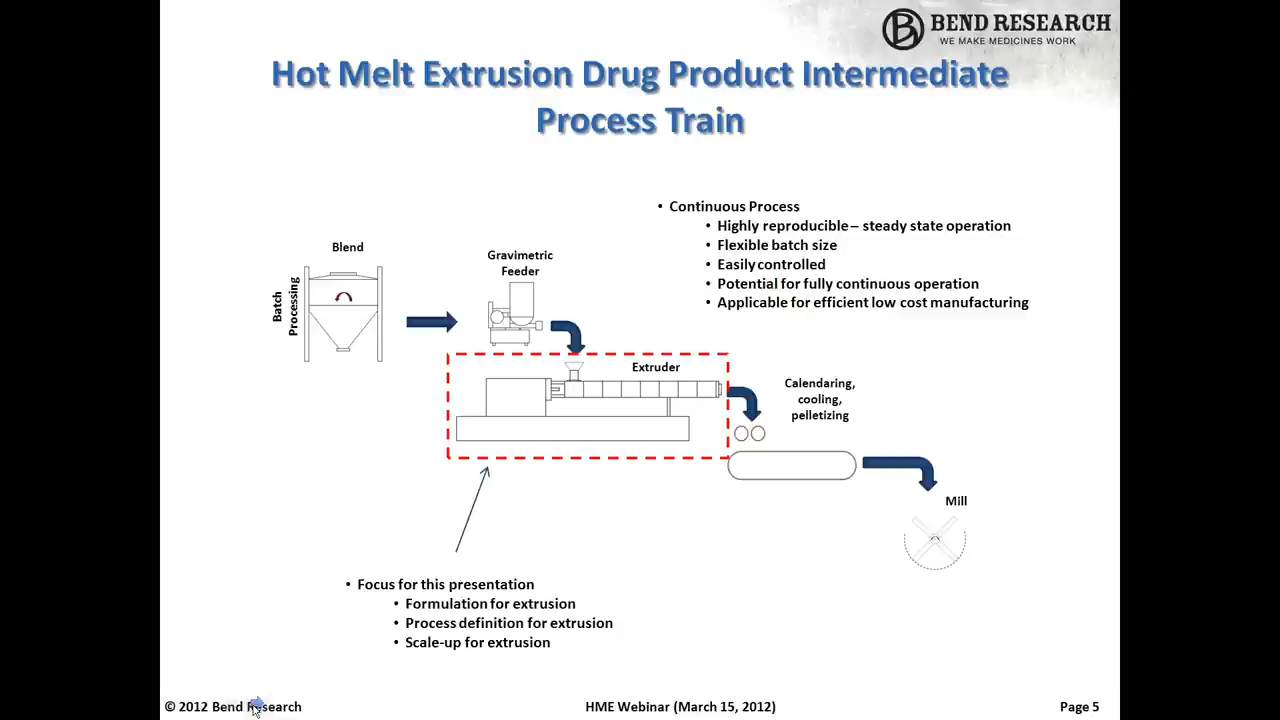 BEND RESEARCH
WE MAKE MEDICINES WORK
Hot Melt Extrusion Drug Product Intermediate
Process Train
• Continuous Process
• Highly reproducible – steady state operation
• Flexible batch size
• Easily controlled
• Potential for fully continuous operation
• Applicable for efficient low cost manufacturing
Blend
Batch
Processing
Gravimetric
Feeder
Extruder
Calendaring,
cooling,
pelletizing
Mill
• Focus for this presentation
• Formulation for extrusion
• Process definition for extrusion
• Scale-up for extrusion
© 2012 Bend Research
HME Webinar (March 15, 2012)
Page 5